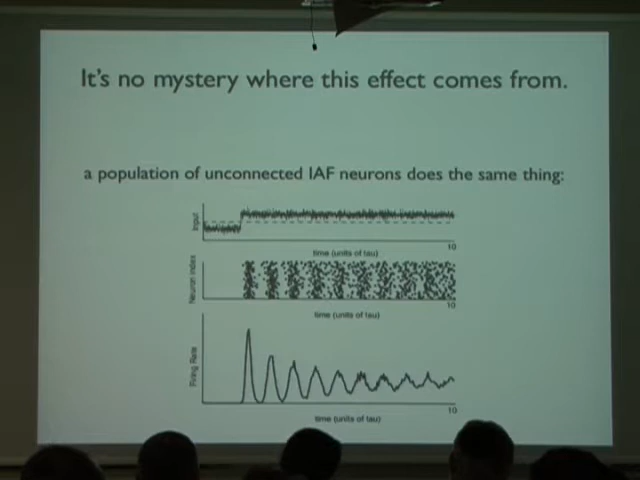 It's no mystery where this effect comes from.
a population of unconnected IAF neurons does the same thing:
Input
time (units of tau)
10
Neuron index
time (units of tau)
10
Firing Rate
time (units of tau)
10